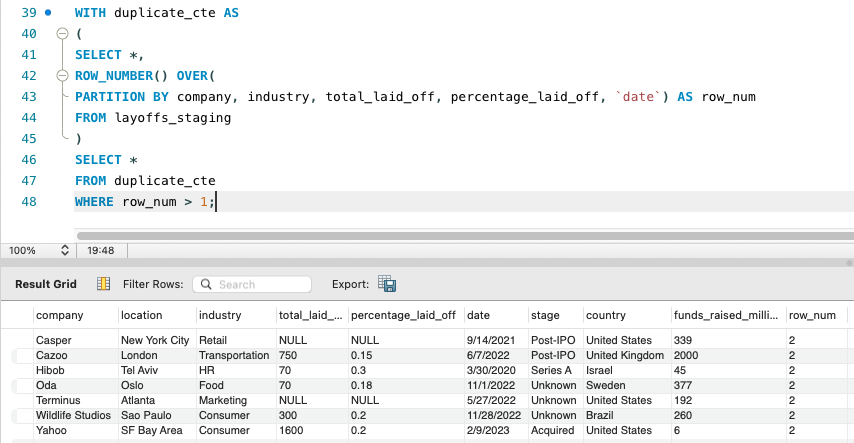 39 WITH duplicate_cte AS
40 (
41 SELECT *,
42 ROW_NUMBER() OVER(
43 PARTITION BY company, industry, total_laid_off, percentage_laid_off, `date`) AS row_num
44 FROM layoffs_staging
45 )
46 SELECT *
47 FROM duplicate_cte
48 WHERE row_num > 1;
100% 19:48
Result Grid Filter Rows: Search Export:
company location industry total_laid_... percentage_laid_off date stage country funds_raised_milli... row_num
Casper New York City Retail NULL NULL 9/14/2021 Post-IPO United States 339 2
Cazoo London Transportation 750 0.15 6/7/2022 Post-IPO United Kingdom 2000 2
Hibob Tel Aviv HR 70 0.3 3/30/2020 Series A Israel 45 2
Oda Oslo Food 70 0.18 11/1/2022 Unknown Sweden 377 2
Terminus Atlanta Marketing NULL NULL 5/27/2022 Unknown United States 192 2
Wildlife Studios Sao Paulo Consumer 300 0.2 11/28/2022 Unknown Brazil 260 2
Yahoo SF Bay Area Consumer 1600 0.2 2/9/2023 Acquired United States 6 2